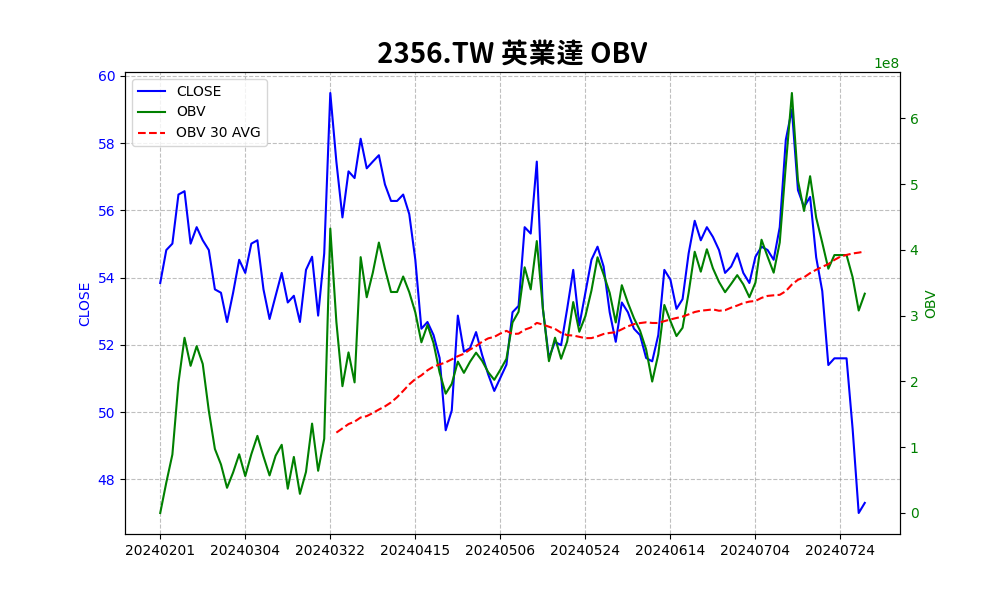 2356.TW 英業達 OBV
1e8
CLOSE
OBV
OBV 30 AVG
60
58
56
54
52
50
48
CLOSE
6
5
4
3
2
1
0
OBV
20240201 20240304 20240322 20240415 20240506 20240524 20240614 20240704 20240724